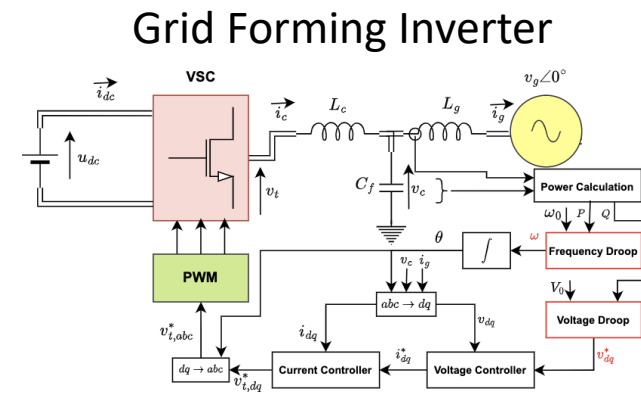 Grid Forming Inverter
VSC
i_dc
i_c
L_c
L_g
i_g
v_g∠0°
u_dc
v_t
C_f
v_c
Power Calculation
ω_0
P
Q
θ
∫
ω
Frequency Droop
v_c
i_g
V_0
PWM
abc → dq
Voltage Droop
v*_t,abc
i_dq
v_dq
v*_dq
dq → abc
v*_t,dq
Current Controller
i*_dq
Voltage Controller